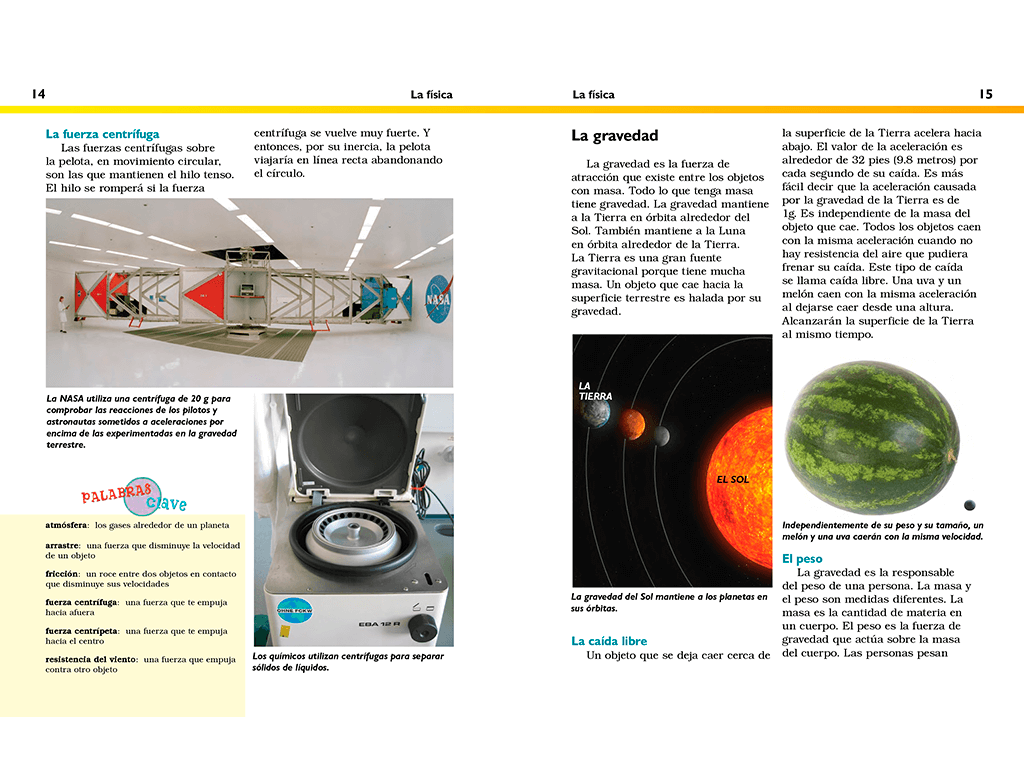 14
La física
La fuerza centrífuga
Las fuerzas centrífugas sobre
la pelota, en movimiento circular,
son las que mantienen el hilo tenso.
El hilo se romperá si la fuerza
centrífuga se vuelve muy fuerte. Y
entonces, por su inercia, la pelota
viajaría en línea recta abandonando
el círculo.
NASA
La NASA utiliza una centrífuga de 20 g para
comprobar las reacciones de los pilotos y
astronautas sometidos a aceleraciones por
encima de las experimentadas en la gravedad
terrestre.
PALABRAS
clave
atmósfera: los gases alrededor de un planeta
arrastre: una fuerza que disminuye la velocidad
de un objeto
fricción: un roce entre dos objetos en contacto
que disminuye sus velocidades
fuerza centrífuga: una fuerza que te empuja
hacia afuera
fuerza centrípeta: una fuerza que te empuja
hacia el centro
resistencia del viento: una fuerza que empuja
contra otro objeto
OHNE FCKW
EBA 12 R
Los químicos utilizan centrífugas para separar
sólidos de líquidos.
La física
15
La gravedad
La gravedad es la fuerza de
atracción que existe entre los objetos
con masa. Todo lo que tenga masa
tiene gravedad. La gravedad mantiene
a la Tierra en órbita alrededor del
Sol. También mantiene a la Luna
en órbita alrededor de la Tierra.
La Tierra es una gran fuente
gravitacional porque tiene mucha
masa. Un objeto que cae hacia la
superficie terrestre es halada por su
gravedad.
LA
TIERRA
EL SOL
La gravedad del Sol mantiene a los planetas en
sus órbitas.
La caída libre
Un objeto que se deja caer cerca de
la superficie de la Tierra acelera hacia
abajo. El valor de la aceleración es
alrededor de 32 pies (9.8 metros) por
cada segundo de su caída. Es más
fácil decir que la aceleración causada
por la gravedad de la Tierra es de
1g. Es independiente de la masa del
objeto que cae. Todos los objetos caen
con la misma aceleración cuando no
hay resistencia del aire que pudiera
frenar su caída. Este tipo de caída
se llama caída libre. Una uva y un
melón caen con la misma aceleración
al dejarse caer desde una altura.
Alcanzarán la superficie de la Tierra
al mismo tiempo.
Independientemente de su peso y su tamaño, un
melón y una uva caerán con la misma velocidad.
El peso
La gravedad es la responsable
del peso de una persona. La masa y
el peso son medidas diferentes. La
masa es la cantidad de materia en
un cuerpo. El peso es la fuerza de
gravedad que actúa sobre la masa
del cuerpo. Las personas pesan